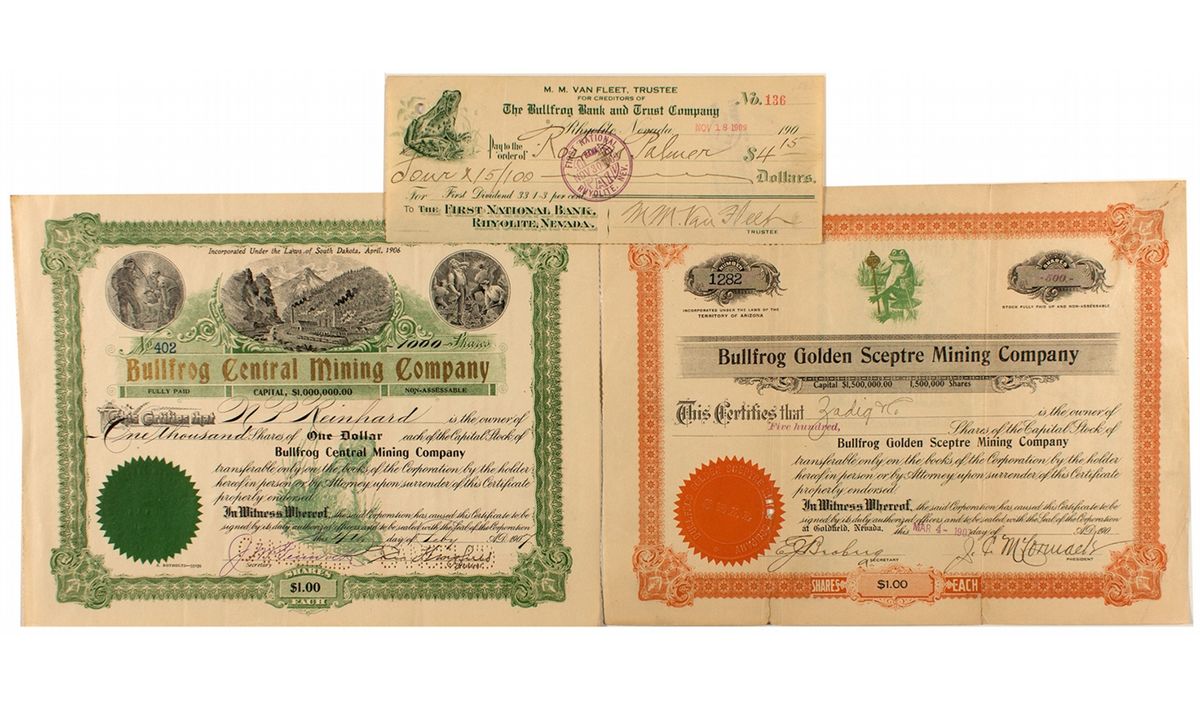 M. M. VAN FLEET, TRUSTEE
FOR CREDITORS OF
The Bullfrog Bank and Trust Company
No. 136
Rhyolite, Nevada NOV 18 1909 190
Pay to the order of Palmer $4 15
Four & 15/100 Dollars.
For First Dividend 33 1-3 per cent
To THE FIRST NATIONAL BANK,
RHYOLITE, NEVADA.
M M Van Fleet
TRUSTEE
FIRST NATIONAL
NOV 30
PAID
RHYOLITE, NEV.
Incorporated Under the Laws of South Dakota, April, 1906
No 402 1000 Shares
Bullfrog Central Mining Company
FULLY PAID CAPITAL, $1,000,000.00 NON-ASSESSABLE
This Certifies that Reinhard is the owner of
One thousand Shares of One Dollar each of the Capital Stock of
Bullfrog Central Mining Company
transferable only on the books of the Corporation by the holder
hereof in person or by Attorney upon surrender of this Certificate
properly endorsed.
In Witness Whereof, the said Corporation has caused this Certificate to be
signed by its duly authorized officers and to be sealed with the Seal of the Corporation
this day of A.D. 1907
Secretary
SHARES
$1.00
EACH
NUMBER
1282
SHARES
-500-
INCORPORATED UNDER THE LAWS OF THE
TERRITORY OF ARIZONA
STOCK FULLY PAID UP AND NON-ASSESSABLE
Bullfrog Golden Sceptre Mining Company
Capital $1,500,000.00 1,500,000 Shares
This Certifies that Zadig & Co is the owner of
Five hundred, Shares of the Capital Stock of
Bullfrog Golden Sceptre Mining Company
transferable only on the books of the Corporation by the holder
hereof in person or by Attorney upon surrender of this Certificate
properly endorsed.
In Witness Whereof, the said Corporation has caused this Certificate to be
signed by its duly authorized officers and to be sealed with the Seal of the Corporation
at Goldfield, Nevada. this MAR 4- 1907 day of A.D. 190
SECRETARY
PRESIDENT
SHARES $1.00 EACH